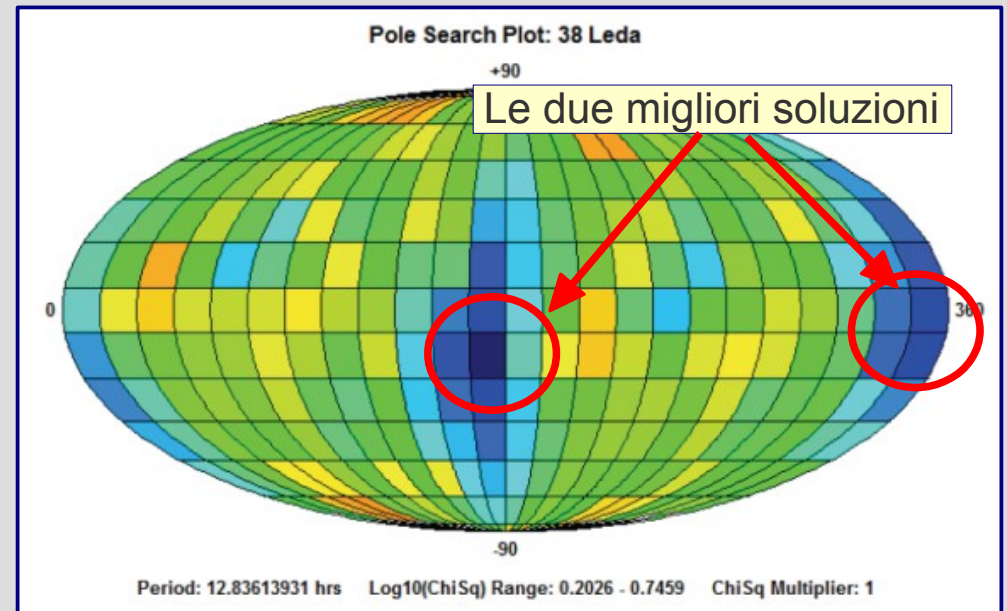 Pole Search Plot: 38 Leda
+90
Le due migliori soluzioni
0
360
-90
Period: 12.83613931 hrs Log10(ChiSq) Range: 0.2026 - 0.7459 ChiSq Multiplier: 1